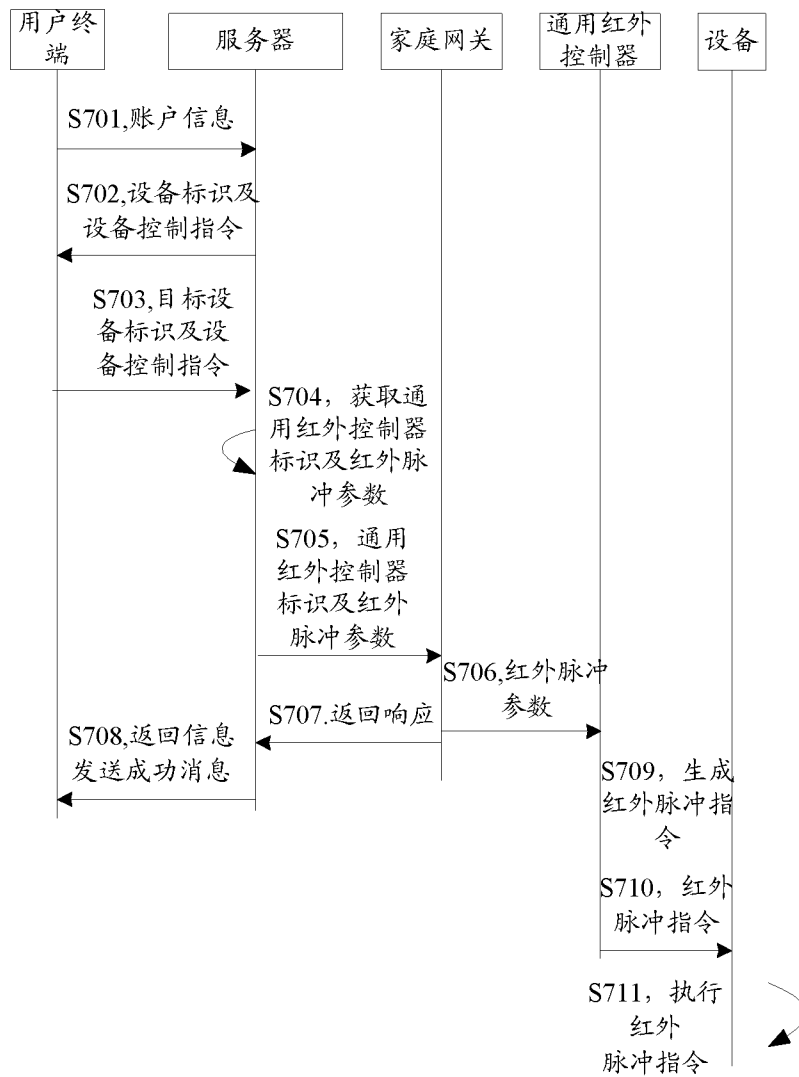 用户终
端
服务器
家庭网关
通用红外
控制器
设备
S701,账户信息
S702,设备标识及
设备控制指令
S703,目标设
备标识及设
备控制指令
S704，获取通
用红外控制器
标识及红外脉
冲参数
S705，通用
红外控制器
标识及红外
脉冲参数
S706,红外脉冲
参数
S707.返回响应
S708,返回信息
发送成功消息
S709，生成
红外脉冲指
令
S710，红外
脉冲指令
S711，执行
红外
脉冲指令